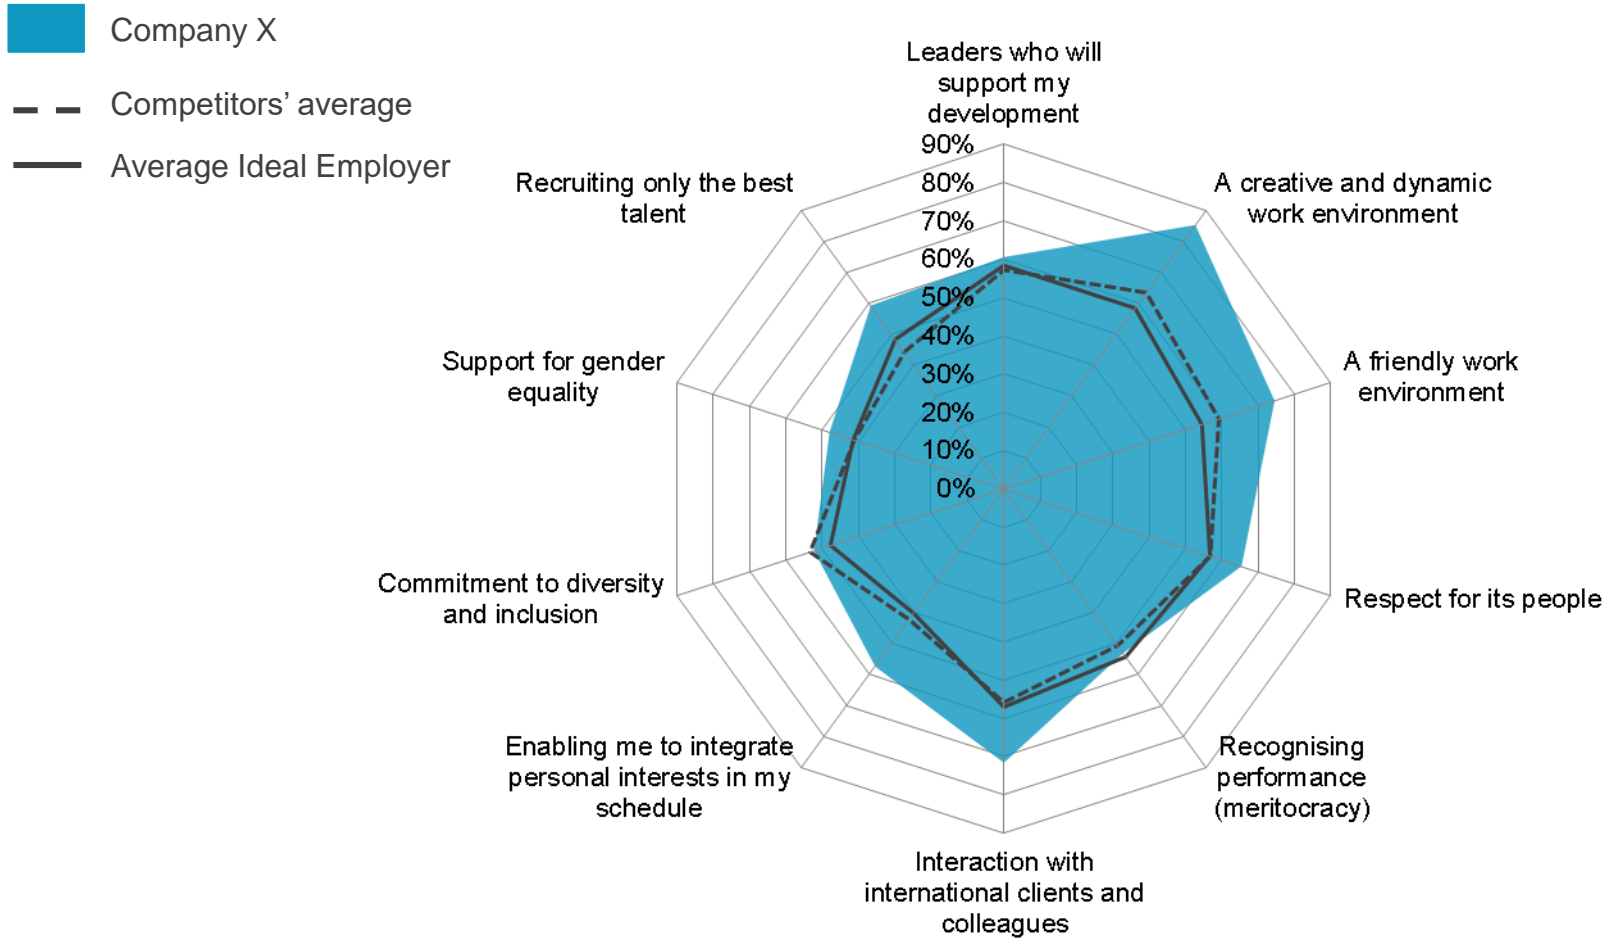 Company X
Competitors’ average
Average Ideal Employer
Leaders who will
support my
development
90%
80%
70%
60%
50%
40%
30%
20%
10%
0%
A creative and dynamic
work environment
A friendly work
environment
Respect for its people
Recognising
performance
(meritocracy)
Interaction with
international clients and
colleagues
Enabling me to integrate
personal interests in my
schedule
Commitment to diversity
and inclusion
Support for gender
equality
Recruiting only the best
talent